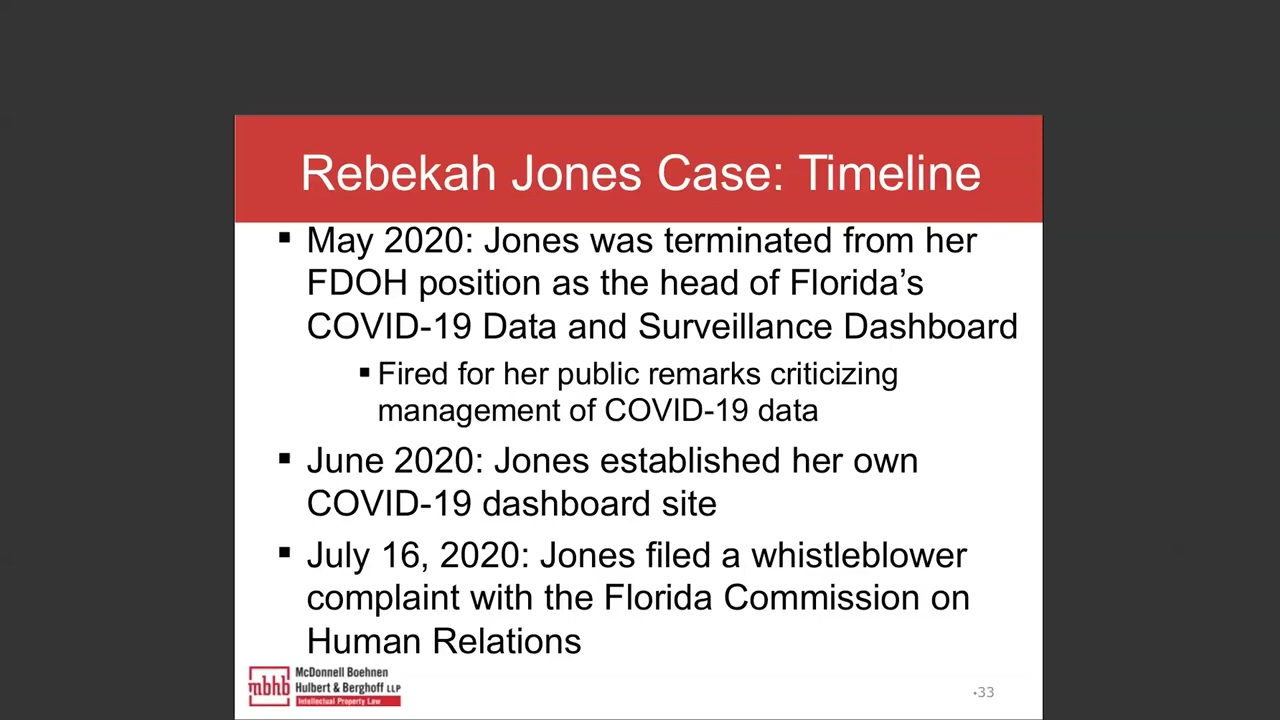 Rebekah Jones Case: Timeline
▪ May 2020: Jones was terminated from her
FDOH position as the head of Florida’s
COVID-19 Data and Surveillance Dashboard
▪ Fired for her public remarks criticizing
management of COVID-19 data
▪ June 2020: Jones established her own
COVID-19 dashboard site
▪ July 16, 2020: Jones filed a whistleblower
complaint with the Florida Commission on
Human Relations
mbhb
McDonnell Boehnen
Hulbert & Berghoff LLP
Intellectual Property Law
•33